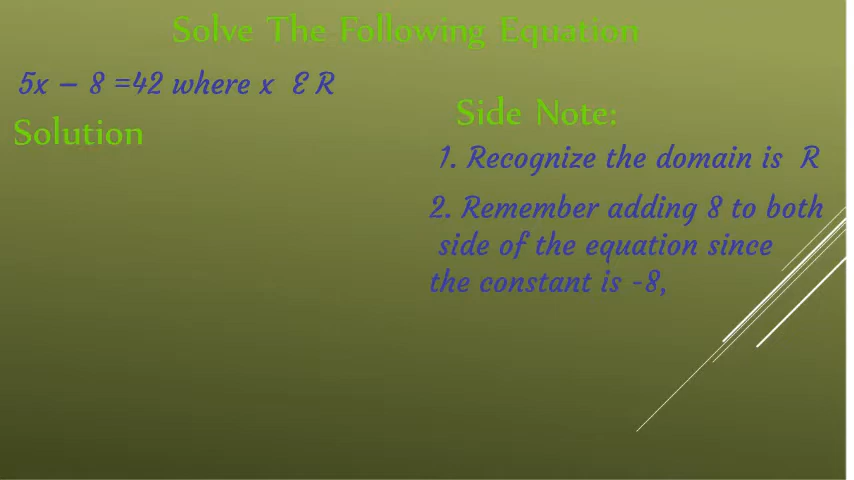 Solve The Following Equation
5x – 8 =42 where x E R
Solution
Side Note:
1. Recognize the domain is R
2. Remember adding 8 to both
side of the equation since
the constant is -8,